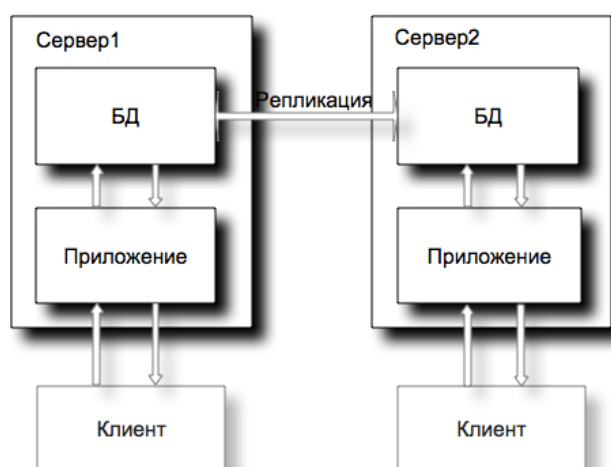 Сервер1
Сервер2
БД
Репликация
БД
Приложение
Приложение
Клиент
Клиент